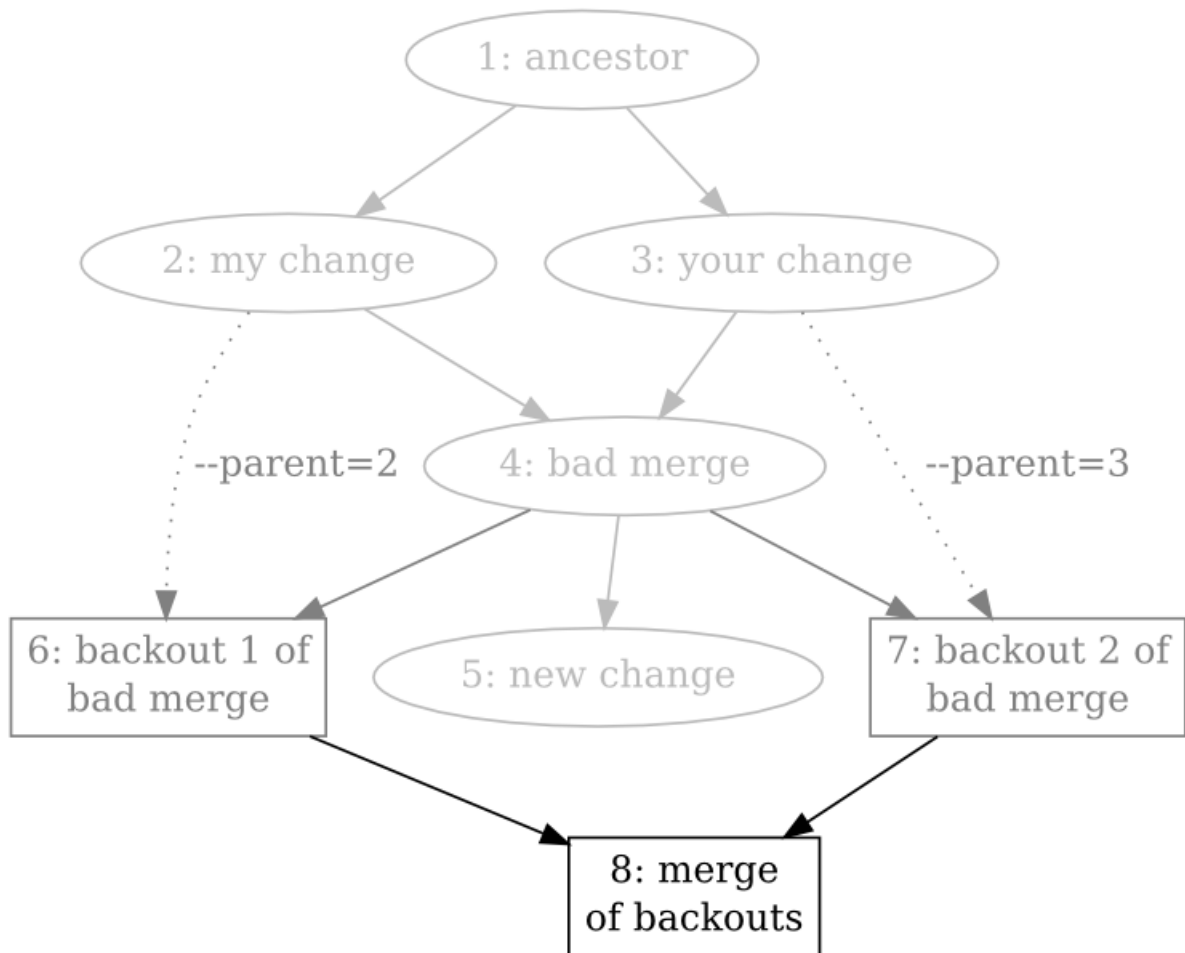 1: ancestor
2: my change
3: your change
--parent=2
4: bad merge
--parent=3
6: backout 1 of
bad merge
5: new change
7: backout 2 of
bad merge
8: merge
of backouts